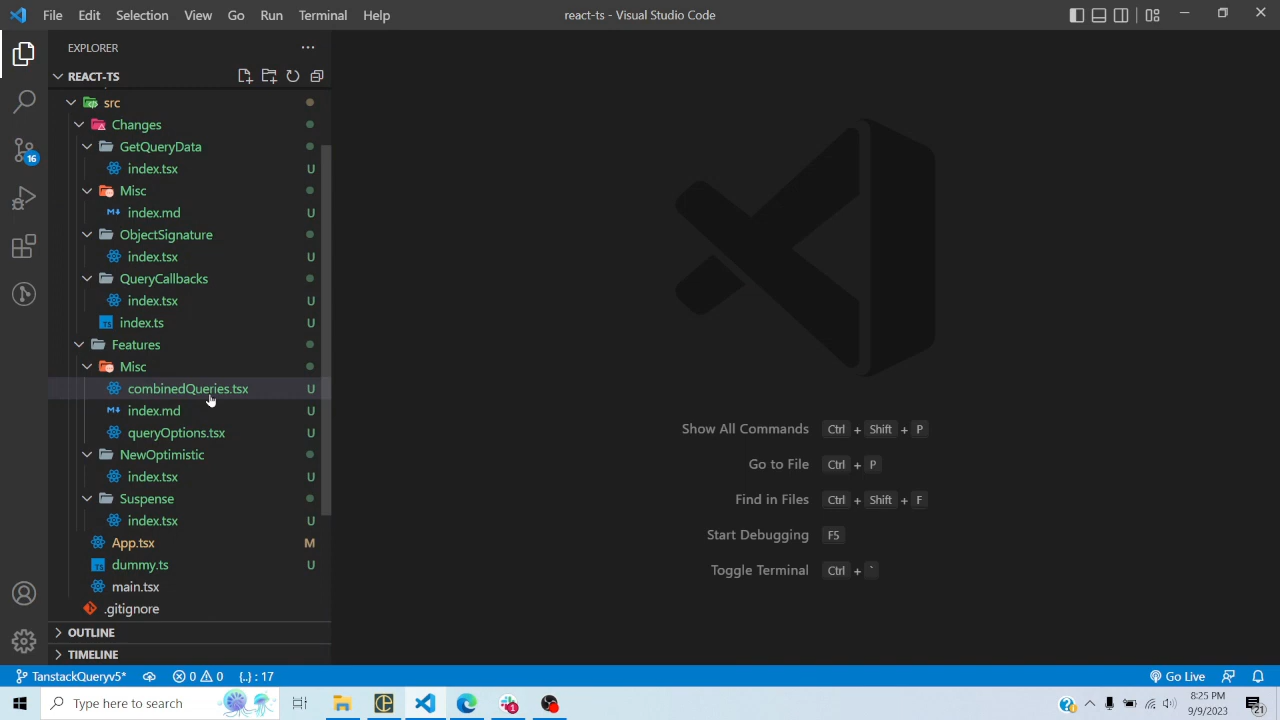 File Edit Selection View Go Run Terminal Help
react-ts - Visual Studio Code
EXPLORER
REACT-TS
src
Changes
GetQueryData
index.tsx U
Misc
index.md U
ObjectSignature
index.tsx U
QueryCallbacks
index.tsx U
TS index.ts U
Features
Misc
combinedQueries.tsx U
index.md U
queryOptions.tsx U
NewOptimistic
index.tsx U
Suspense
index.tsx U
App.tsx M
TS dummy.ts U
main.tsx
.gitignore
OUTLINE
TIMELINE
16
Show All Commands Ctrl + Shift + P
Go to File Ctrl + P
Find in Files Ctrl + Shift + F
Start Debugging F5
Toggle Terminal Ctrl + `
TanstackQueryv5* 0 0 {..} : 17
Go Live
Type here to search
1
8:25 PM
9/9/2023
21